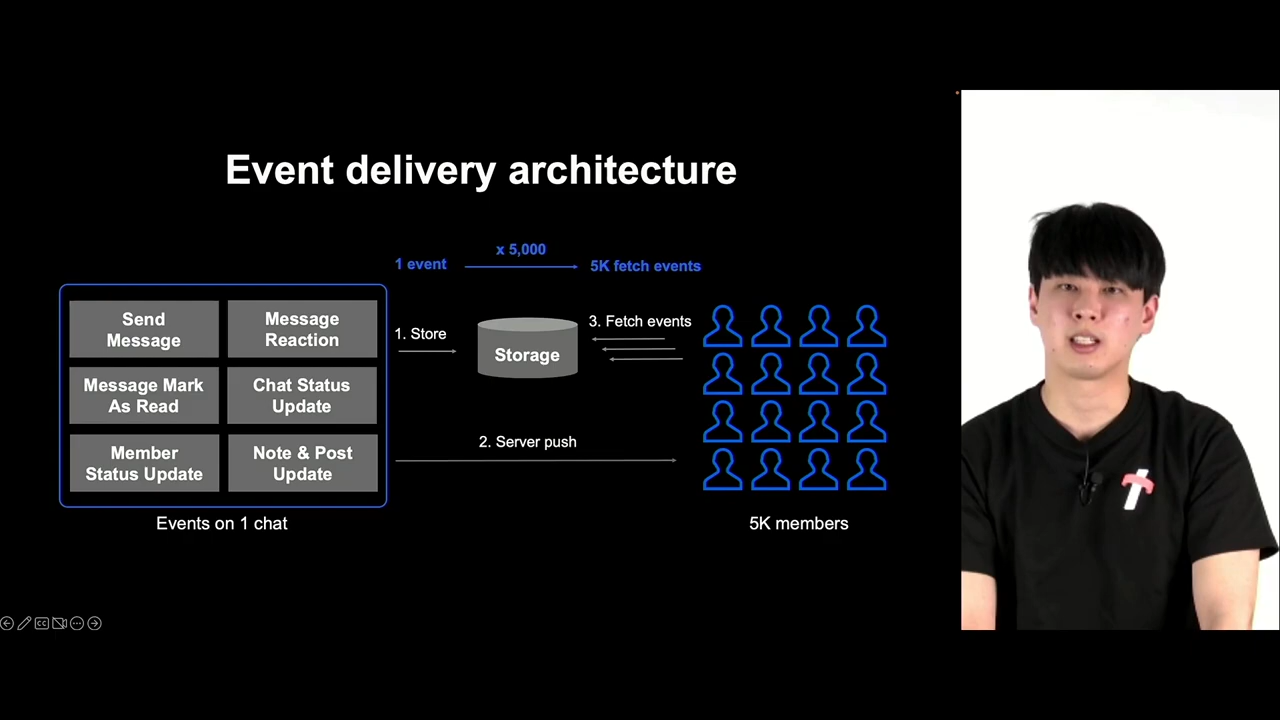 Event delivery architecture
1 event
x 5,000
5K fetch events
Send
Message
Message
Reaction
Message Mark
As Read
Chat Status
Update
Member
Status Update
Note & Post
Update
Events on 1 chat
1. Store
Storage
3. Fetch events
2. Server push
5K members
CC